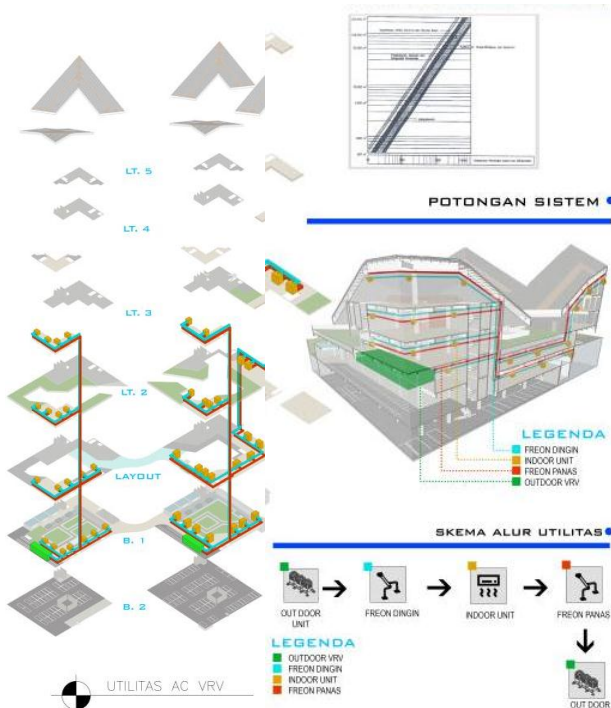 LT. 5
LT. 4
LT. 3
LT. 2
LAYOUT
B. 1
B. 2
UTILITAS AC VRV
POTONGAN SISTEM
LEGENDA
FREON DINGIN
INDOOR UNIT
FREON PANAS
OUTDOOR VRV
SKEMA ALUR UTILITAS
OUT DOOR
UNIT
FREON DINGIN
INDOOR UNIT
FREON PANAS
LEGENDA
OUTDOOR VRV
FREON DINGIN
INDOOR UNIT
FREON PANAS
OUT DOOR